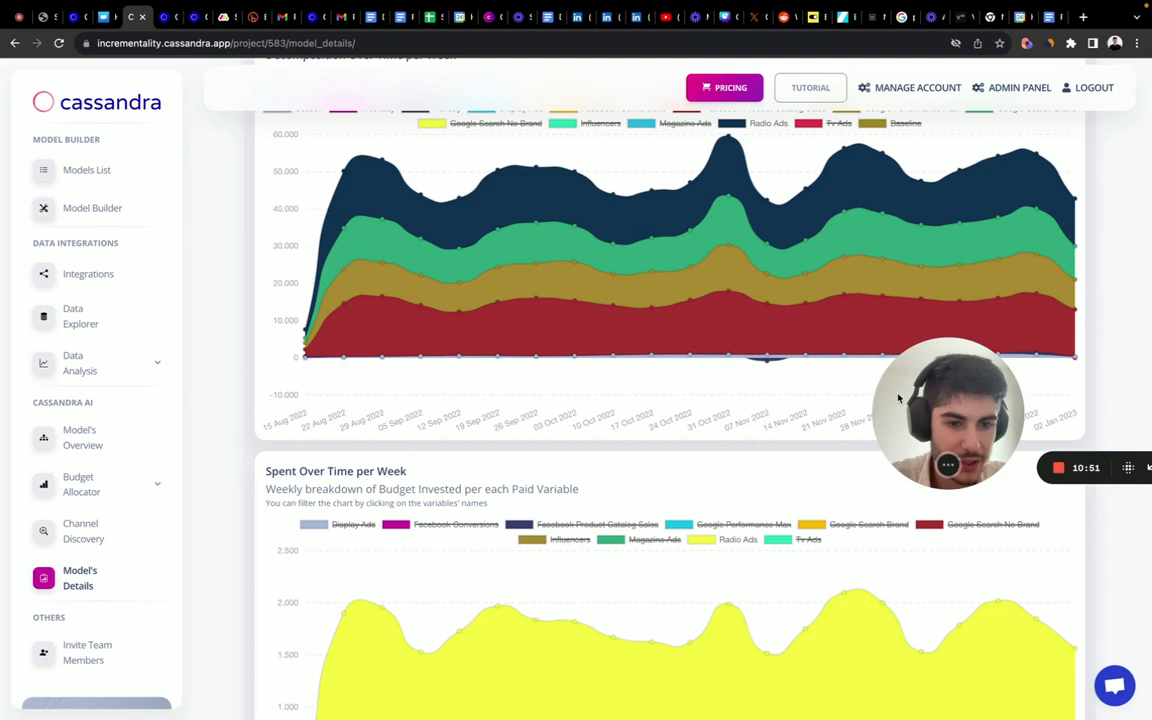 incrementality.cassandra.app/project/583/model_details/
cassandra
PRICING
TUTORIAL
MANAGE ACCOUNT
ADMIN PANEL
LOGOUT
MODEL BUILDER
Models List
Model Builder
DATA INTEGRATIONS
Integrations
Data
Explorer
Data
Analysis
CASSANDRA AI
Model's
Overview
Budget
Allocator
Channel
Discovery
Model's
Details
OTHERS
Invite Team
Members
Google Search No Brand Influencers Magazine Ads Radio Ads Tv Ads Baseline
60.000
50.000
40.000
30.000
20.000
10.000
0
-10.000
15 Aug 2022 22 Aug 2022 29 Aug 2022 05 Sep 2022 12 Sep 2022 19 Sep 2022 26 Sep 2022 03 Oct 2022 10 Oct 2022 17 Oct 2022 24 Oct 2022 31 Oct 2022 07 Nov 2022 14 Nov 2022 21 Nov 2022 28 Nov 02 Jan 2023
Spent Over Time per Week
Weekly breakdown of Budget Invested per each Paid Variable
You can filter the chart by clicking on the variables' names
Display Ads Facebook Conversions Facebook Product Catalog Sales Google Performance Max Google Search Brand Google Search No Brand
Influencers Magazine Ads Radio Ads Tv Ads
2.500
2.000
1.500
1.000
10:51